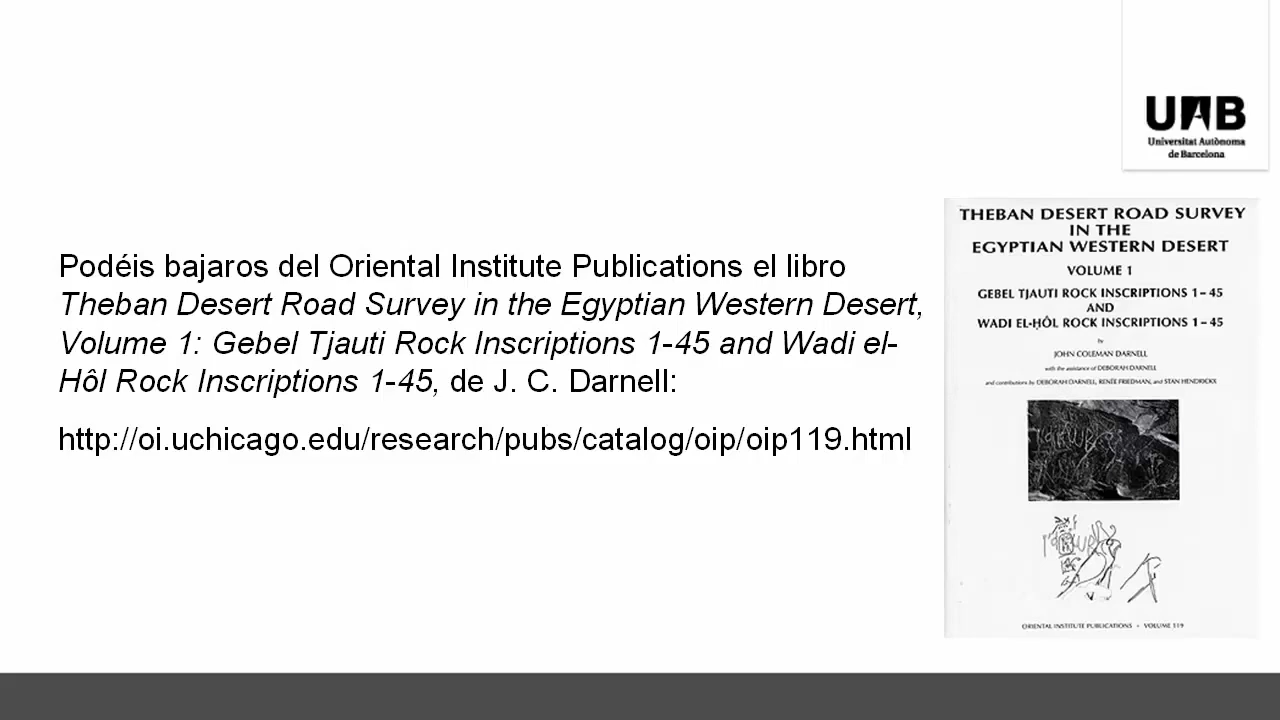 UAB
Universitat Autònoma
de Barcelona
Podéis bajaros del Oriental Institute Publications el libro
Theban Desert Road Survey in the Egyptian Western Desert,
Volume 1: Gebel Tjauti Rock Inscriptions 1-45 and Wadi el-
Hôl Rock Inscriptions 1-45, de J. C. Darnell:
http://oi.uchicago.edu/research/pubs/catalog/oip/oip119.html
THEBAN DESERT ROAD SURVEY
IN THE
EGYPTIAN WESTERN DESERT
VOLUME 1
GEBEL TJAUTI ROCK INSCRIPTIONS 1–45
AND
WADI EL-ḤÔL ROCK INSCRIPTIONS 1–45
by
JOHN COLEMAN DARNELL
with the assistance of DEBORAH DARNELL
and contributions by DEBORAH DARNELL, RENÉE FRIEDMAN, and STAN HENDRICKX
ORIENTAL INSTITUTE PUBLICATIONS • VOLUME 119